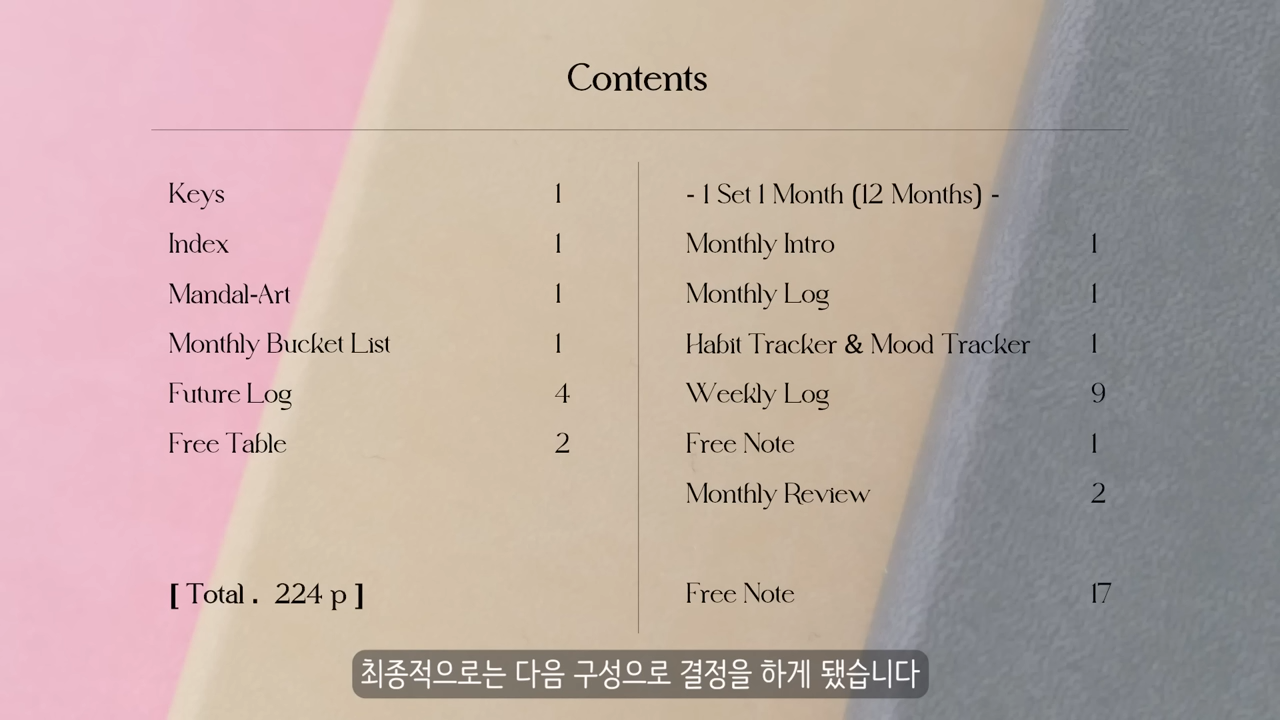 Contents
Keys 1
Index 1
Mandal-Art 1
Monthly Bucket List 1
Future Log 4
Free Table 2
[ Total . 224 p ]
- 1 Set 1 Month (12 Months) -
Monthly Intro 1
Monthly Log 1
Habit Tracker & Mood Tracker 1
Weekly Log 9
Free Note 1
Monthly Review 2
Free Note 17
최종적으로는 다음 구성으로 결정을 하게 됐습니다